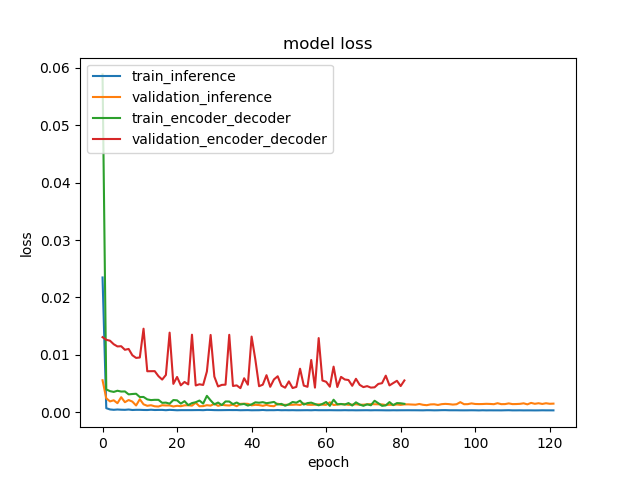 model loss
train_inference
validation_inference
train_encoder_decoder
validation_encoder_decoder
loss
0.06
0.05
0.04
0.03
0.02
0.01
0.00
0 20 40 60 80 100 120
epoch